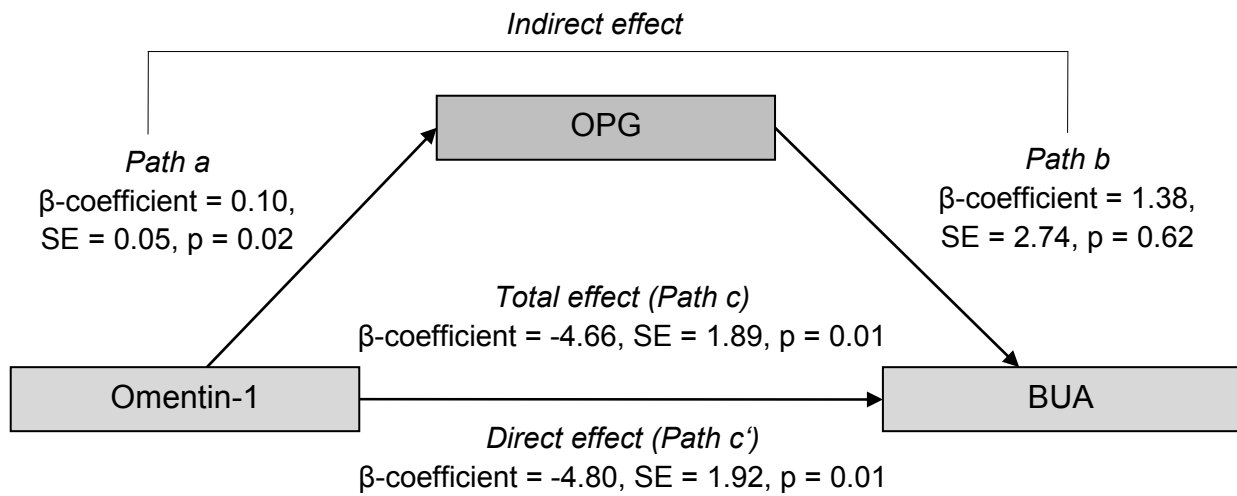 Indirect effect
OPG
Path a
β-coefficient = 0.10,
SE = 0.05, p = 0.02
Path b
β-coefficient = 1.38,
SE = 2.74, p = 0.62
Total effect (Path c)
β-coefficient = -4.66, SE = 1.89, p = 0.01
Omentin-1
BUA
Direct effect (Path c‘)
β-coefficient = -4.80, SE = 1.92, p = 0.01